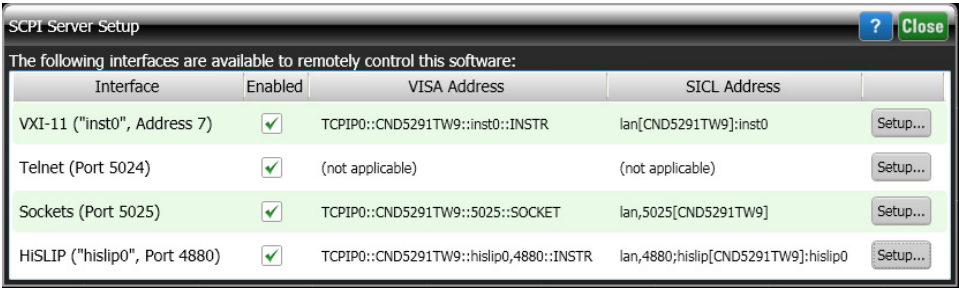 SCPI Server Setup ? Close
The following interfaces are available to remotely control this software:
Interface Enabled VISA Address SICL Address
VXI-11 ("inst0", Address 7) TCPIP0::CND5291TW9::inst0::INSTR lan[CND5291TW9]:inst0 Setup...
Telnet (Port 5024) (not applicable) (not applicable) Setup...
Sockets (Port 5025) TCPIP0::CND5291TW9::5025::SOCKET lan,5025[CND5291TW9] Setup...
HiSLIP ("hislip0", Port 4880) TCPIP0::CND5291TW9::hislip0,4880::INSTR lan,4880;hislip[CND5291TW9]:hislip0 Setup...